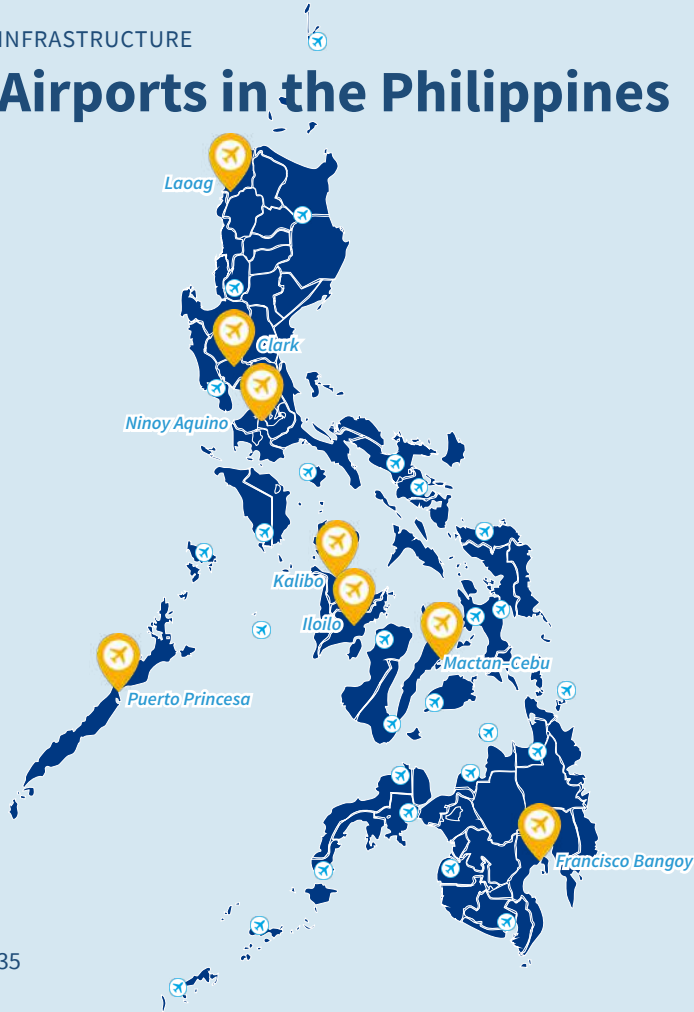 INFRASTRUCTURE
Airports in the Philippines
Laoag
Clark
Ninoy Aquino
Kalibo
Iloilo
Mactan-Cebu
Puerto Princesa
Francisco Bangoy
35